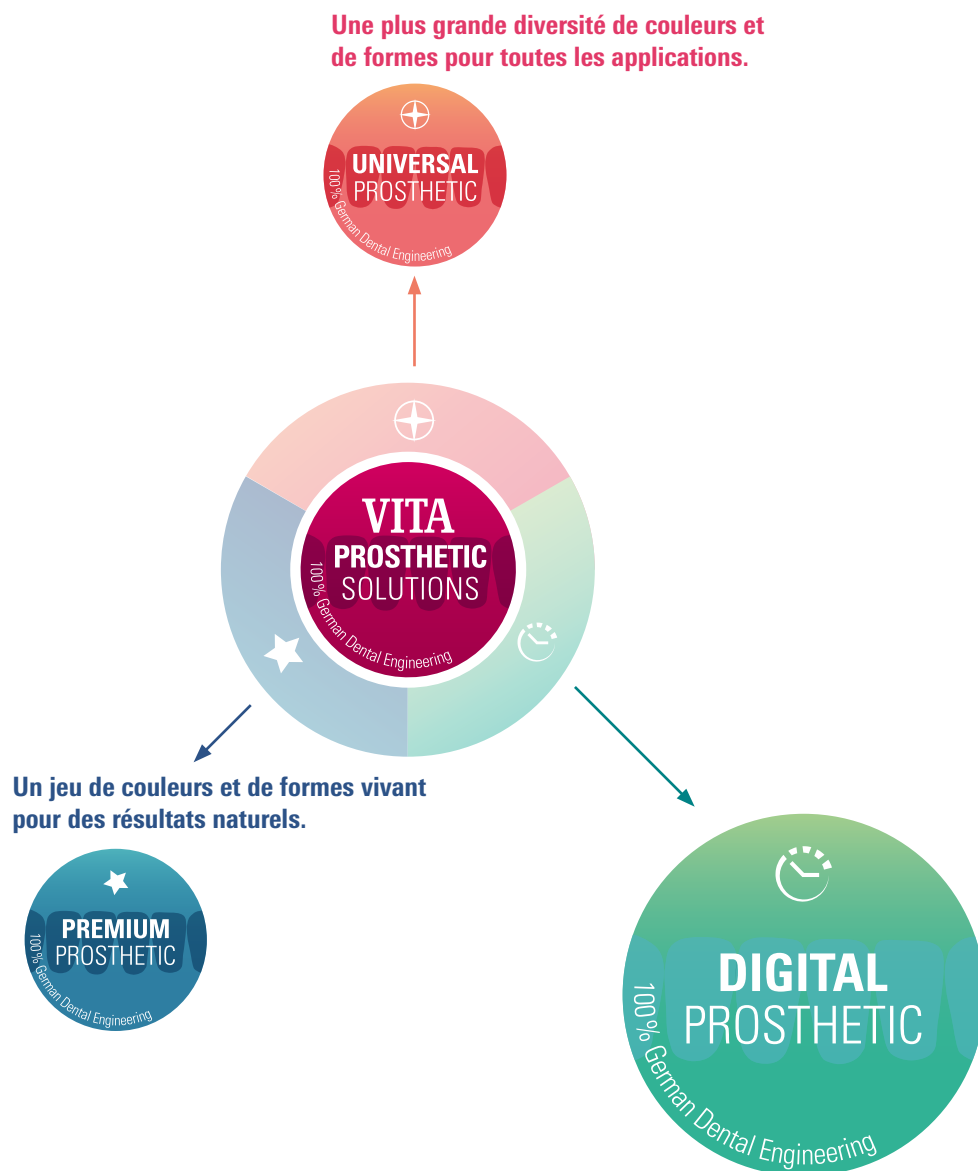 Une plus grande diversité de couleurs et
de formes pour toutes les applications.
UNIVERSAL
PROSTHETIC
100 % German Dental Engineering
VITA
PROSTHETIC
SOLUTIONS
100 % German Dental Engineering
Un jeu de couleurs et de formes vivant
pour des résultats naturels.
PREMIUM
PROSTHETIC
100 % German Dental Engineering
DIGITAL
PROSTHETIC
100 % German Dental Engineering